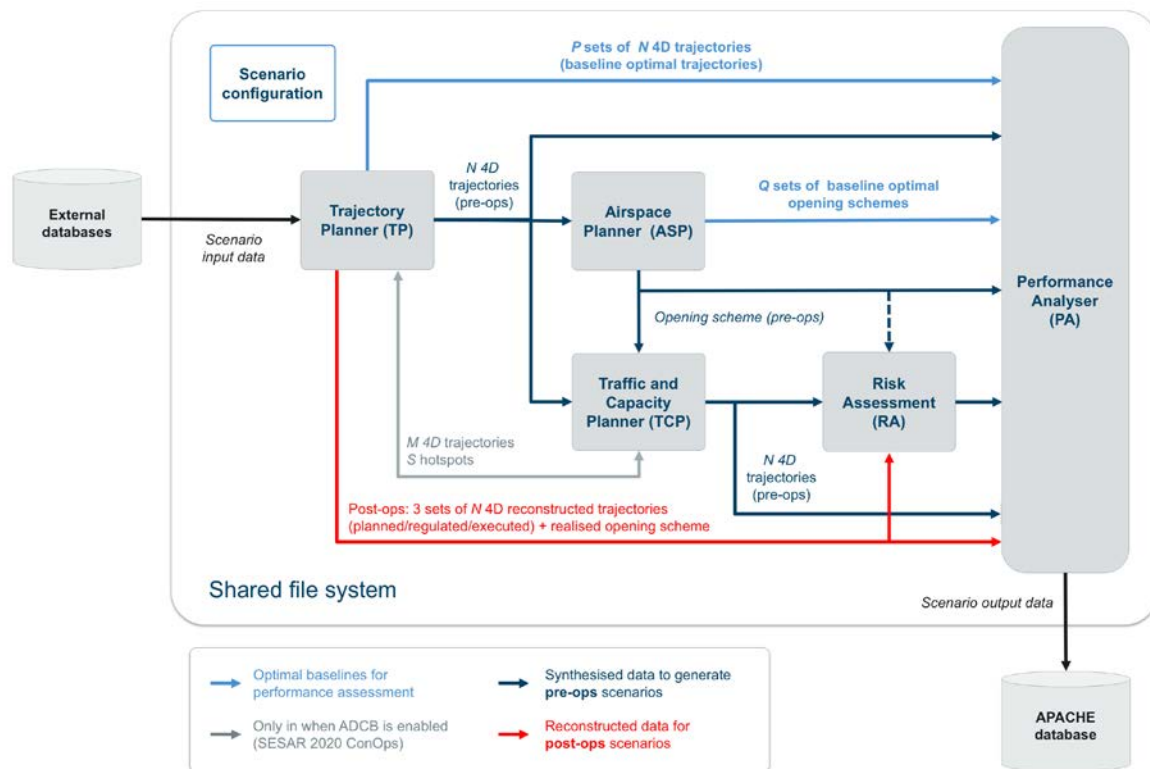 P sets of N 4D trajectories
(baseline optimal trajectories)
Scenario
configuration
N 4D
trajectories
(pre-ops)
Q sets of baseline optimal
opening schemes
External
databases
Trajectory
Planner (TP)
Airspace
Planner (ASP)
Scenario
input data
Performance
Analyser
(PA)
Opening scheme (pre-ops)
Traffic and
Capacity
Planner (TCP)
Risk
Assessment
(RA)
M 4D trajectories
S hotspots
N 4D
trajectories
(pre-ops)
Post-ops: 3 sets of N 4D reconstructed trajectories
(planned/regulated/executed) + realised opening scheme
Shared file system
Scenario output data
Optimal baselines for
performance assessment
Synthesised data to generate
pre-ops scenarios
Only in when ADCB is enabled
(SESAR 2020 ConOps)
Reconstructed data for
post-ops scenarios
APACHE
database